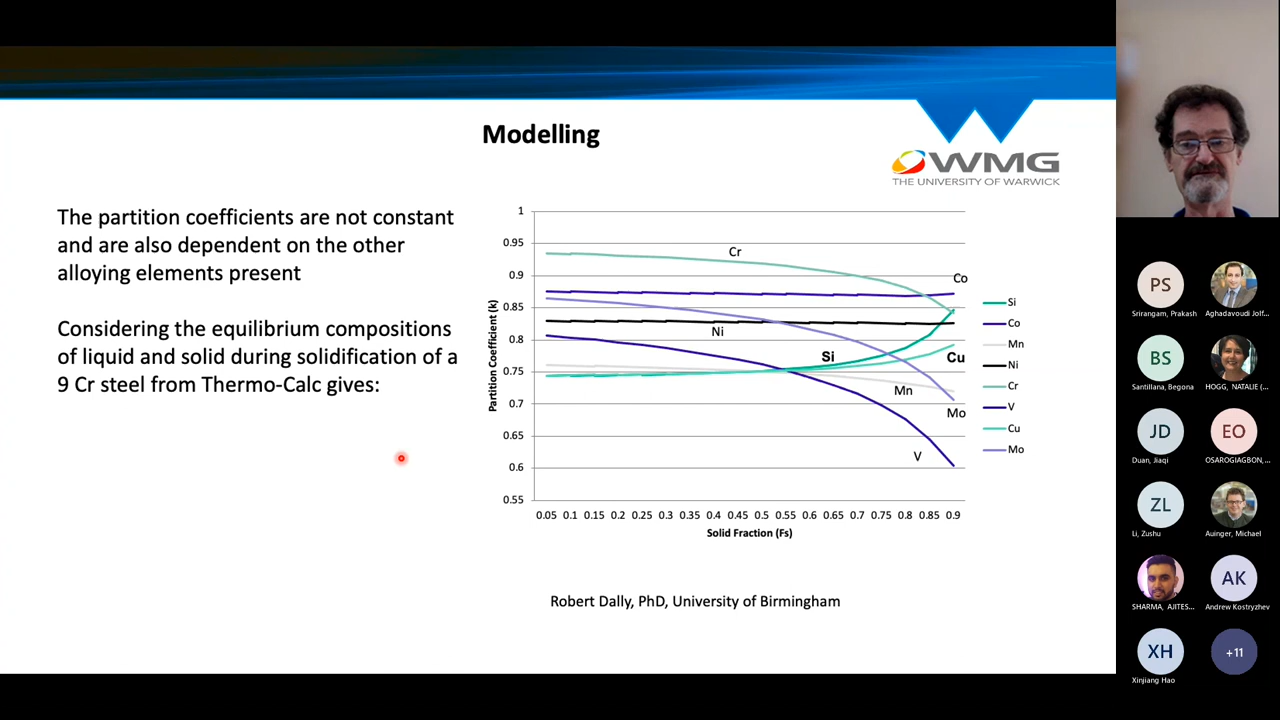 Modelling
WMG
THE UNIVERSITY OF WARWICK
The partition coefficients are not constant
and are also dependent on the other
alloying elements present
Considering the equilibrium compositions
of liquid and solid during solidification of a
9 Cr steel from Thermo-Calc gives:
Partition Coefficient (k)
1
0.95
0.9
0.85
0.8
0.75
0.7
0.65
0.6
0.55
Cr
Co
Ni
Si
Cu
Mn
Mo
V
0.05 0.1 0.15 0.2 0.25 0.3 0.35 0.4 0.45 0.5 0.55 0.6 0.65 0.7 0.75 0.8 0.85 0.9
Solid Fraction (Fs)
Si
Co
Mn
Ni
Cr
V
Cu
Mo
Robert Dally, PhD, University of Birmingham
PS
Srirangam, Prakash
Aghadavoudi Jolf...
BS
Santillana, Begona
HOGG, NATALIE (...
JD
Duan, Jiaqi
EO
OSAROGIAGBON,...
ZL
Li, Zushu
Auinger, Michael
SHARMA, AJITES...
AK
Andrew Kostryzhev
XH
Xinjiang Hao
+11